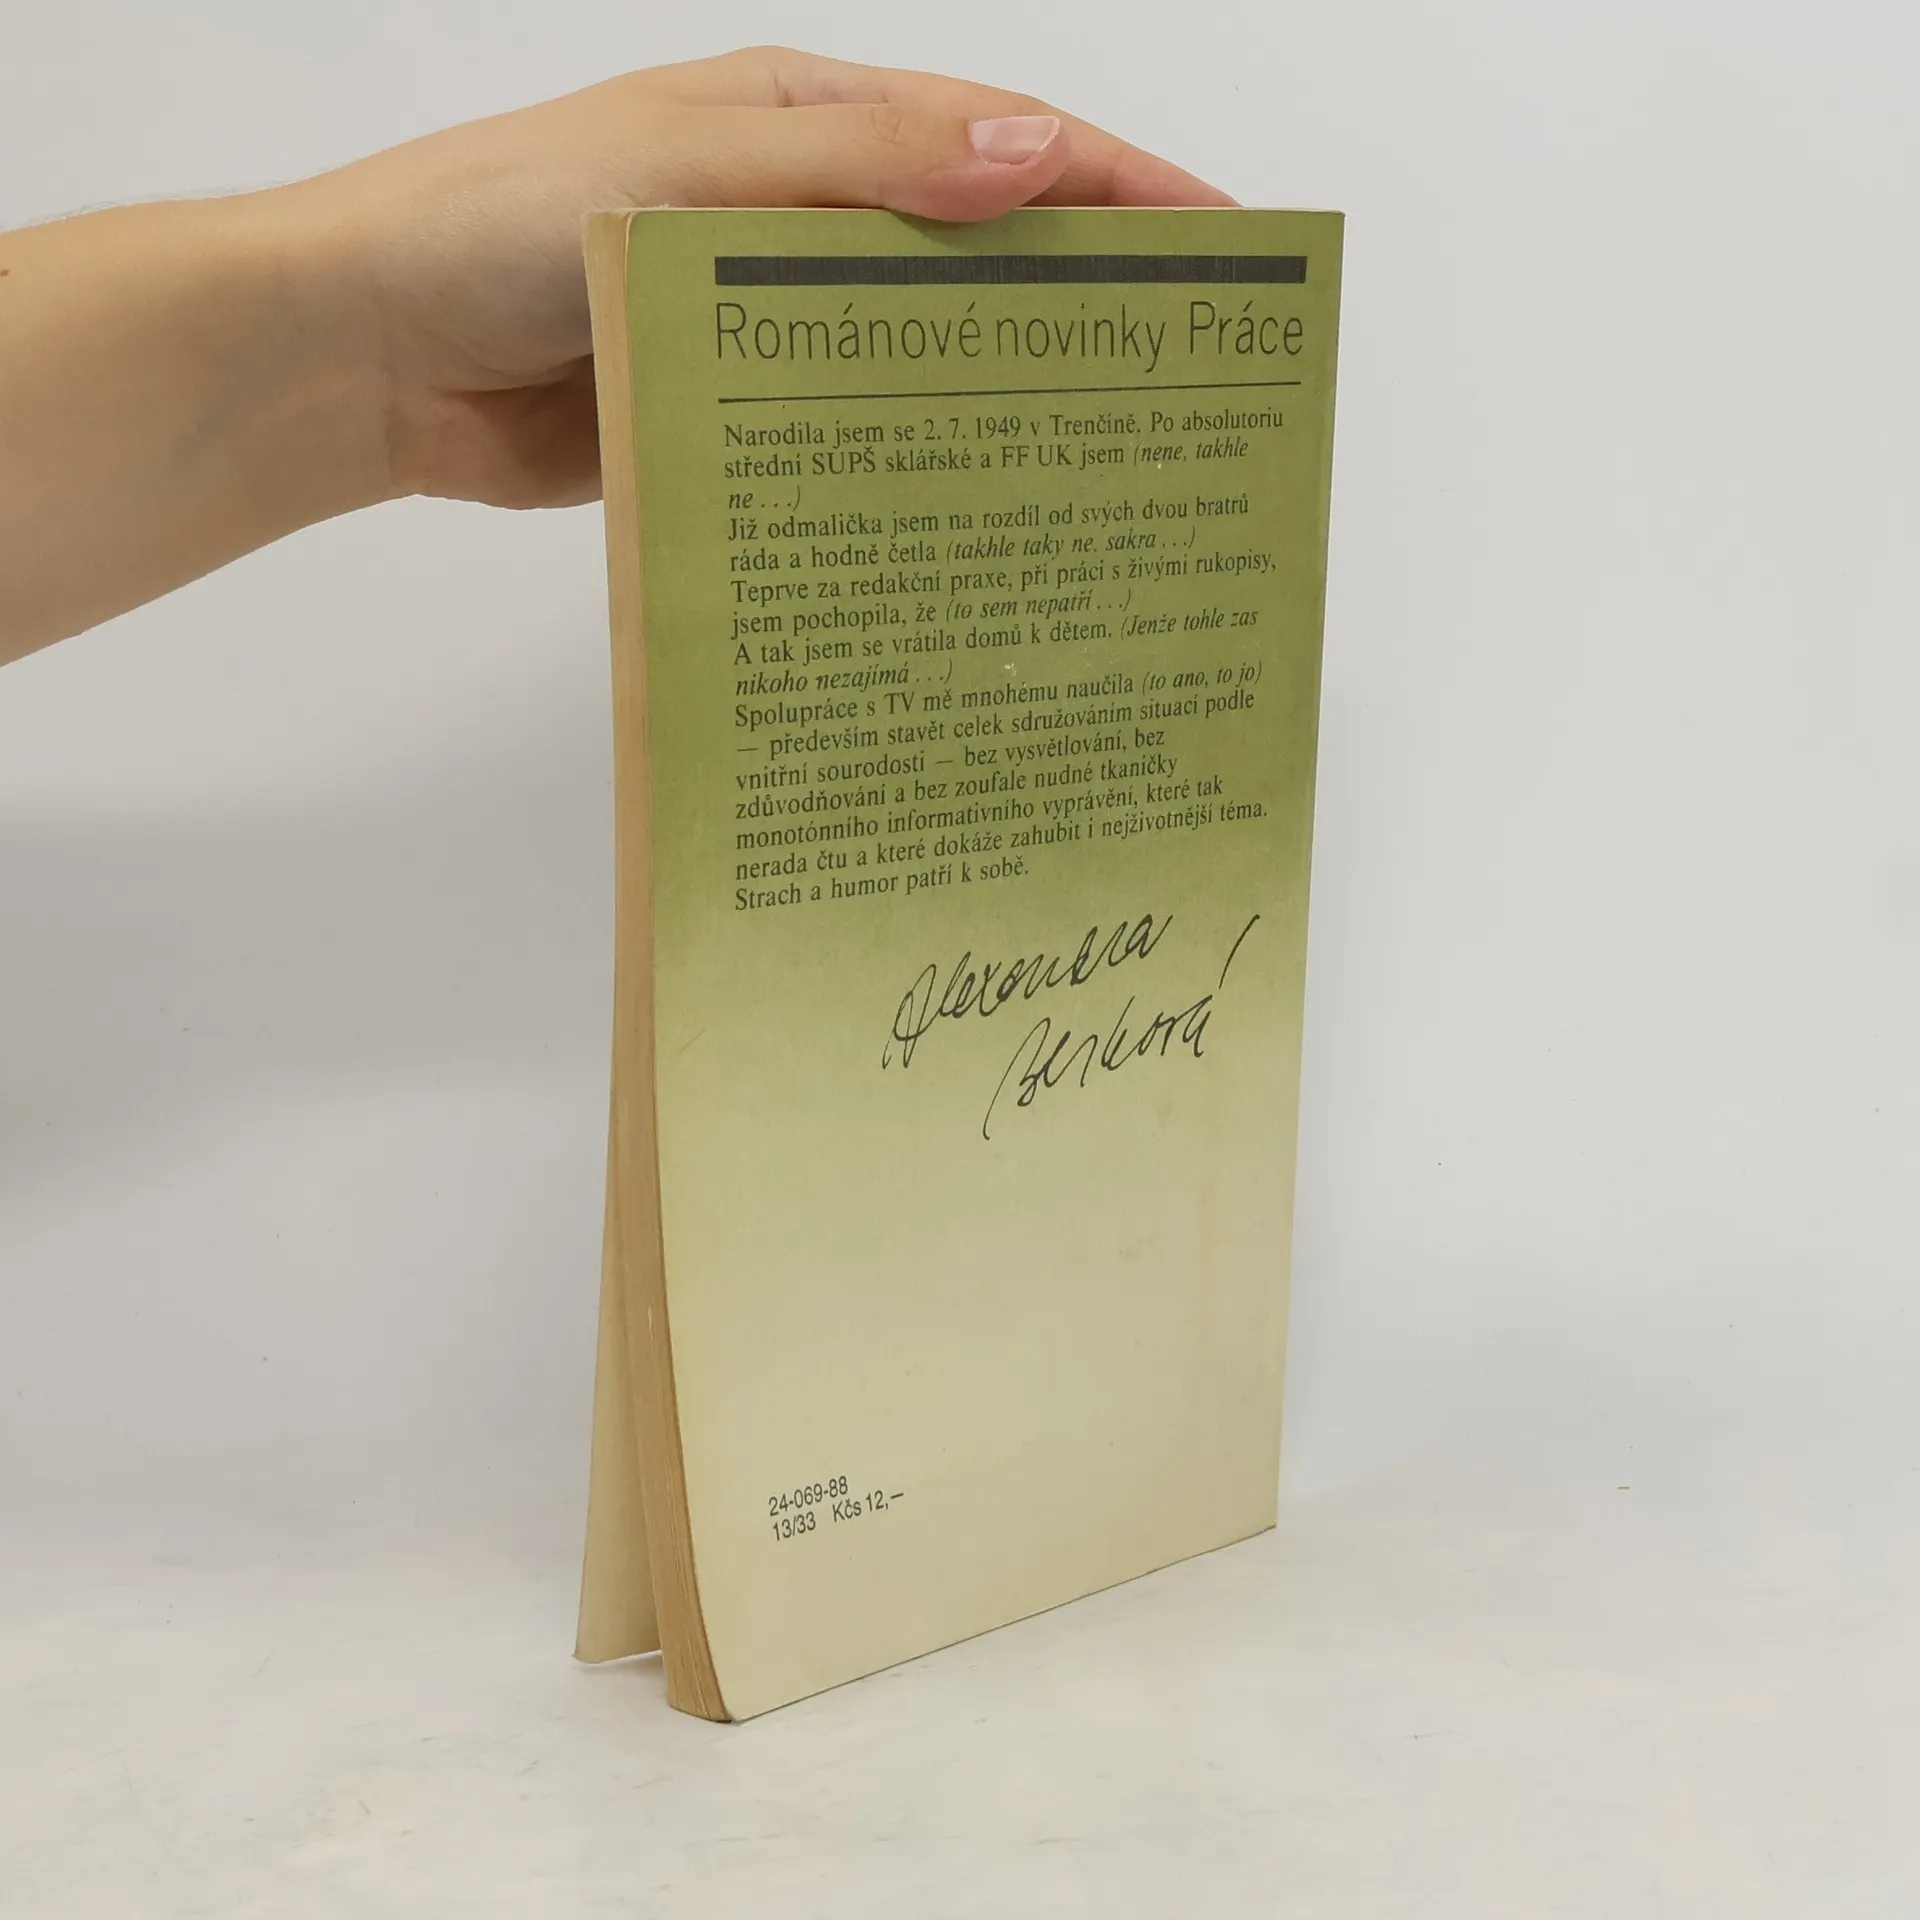 Románové novinky Práce
Narodila jsem se 2. 7. 1949 v Trenčíně. Po absolutoriu
střední SUPŠ sklářské a FF UK jsem (nene, takhle
ne . . .)
Již odmalička jsem na rozdíl od svých dvou bratrů
ráda a hodně četla (takhle taky ne, sakra . . .)
Teprve za redakční praxe, při práci s živými rukopisy,
jsem pochopila, že (to sem nepatří . . .)
A tak jsem se vrátila domů k dětem. (Jenže tohle zas
nikoho nezajímá . . .)
Spolupráce s TV mě mnohému naučila (to ano, to jo)
— především stavět celek sdružováním situací podle
vnitřní sourodosti — bez vysvětlování, bez
zdůvodňování a bez zoufale nudné tkaničky
monotónního informativního vyprávění, které tak
nerada čtu a které dokáže zahubit i nejživotnější téma.
Strach a humor patří k sobě.
Alexandra
Berková
24-069-88
13/33 Kčs 12,—